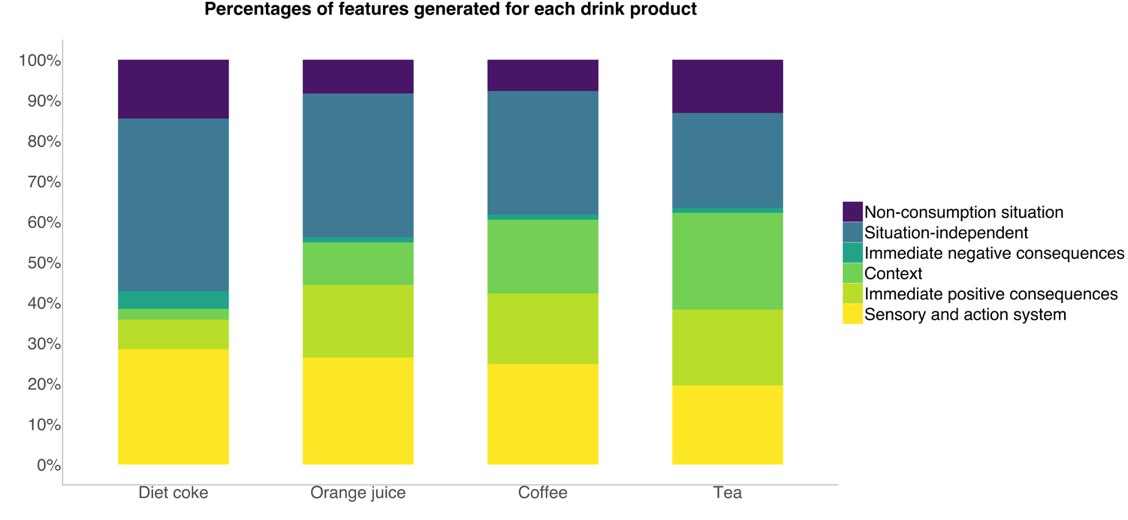 Percentages of features generated for each drink product
100%
90%
80%
70%
60%
50%
40%
30%
20%
10%
0%
Diet coke Orange juice Coffee Tea
Non-consumption situation
Situation-independent
Immediate negative consequences
Context
Immediate positive consequences
Sensory and action system